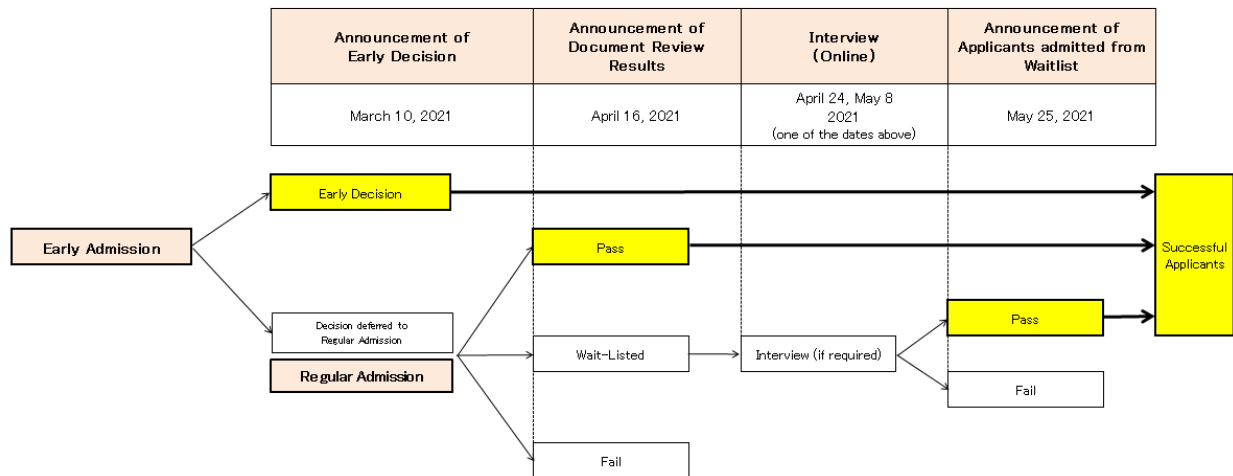 Announcement of
Early Decision
Announcement of
Document Review
Results
Interview
(Online)
Announcement of
Applicants admitted from
Waitlist
March 10, 2021
April 16, 2021
April 24, May 8
2021
(one of the dates above)
May 25, 2021
Early Decision
Early Admission
Pass
Successful
Applicants
Decision deferred to
Regular Admission
Pass
Wait-Listed
Interview (if required)
Regular Admission
Fail
Fail